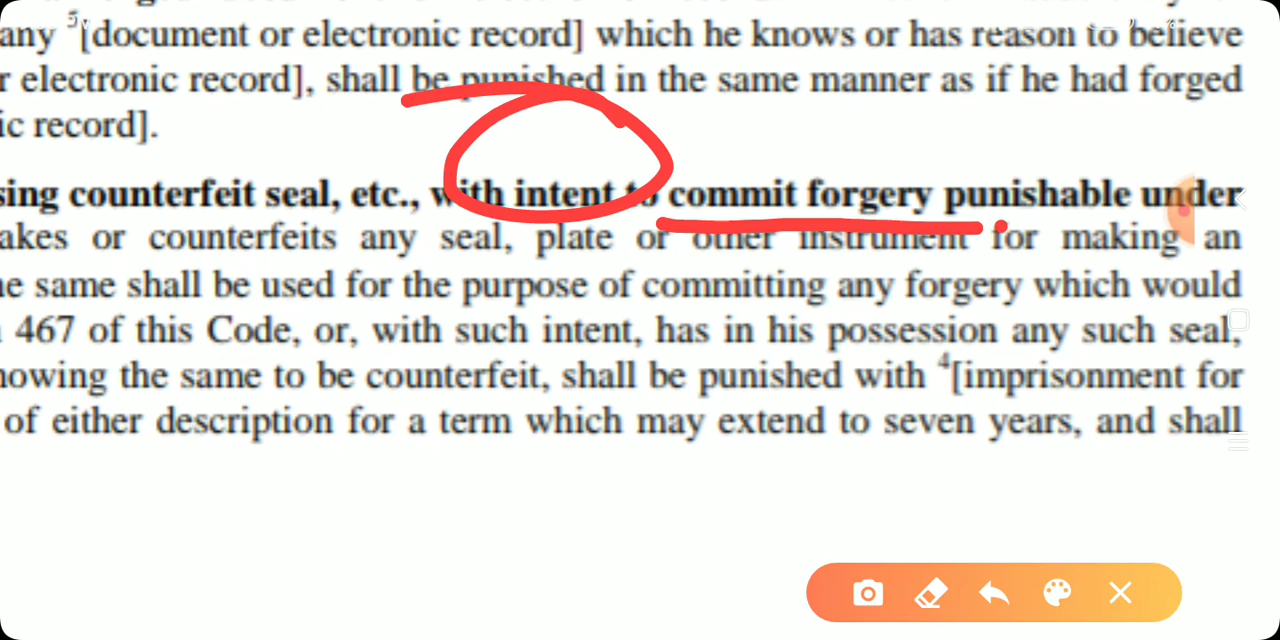 any 5[document or electronic record] which he knows or has reason to believe
r electronic record], shall be punished in the same manner as if he had forged
ic record].
sing counterfeit seal, etc., with intent to commit forgery punishable under
akes or counterfeits any seal, plate or other instrument for making an
e same shall be used for the purpose of committing any forgery which would
467 of this Code, or, with such intent, has in his possession any such seal,
nowing the same to be counterfeit, shall be punished with 4[imprisonment for
of either description for a term which may extend to seven years, and shall